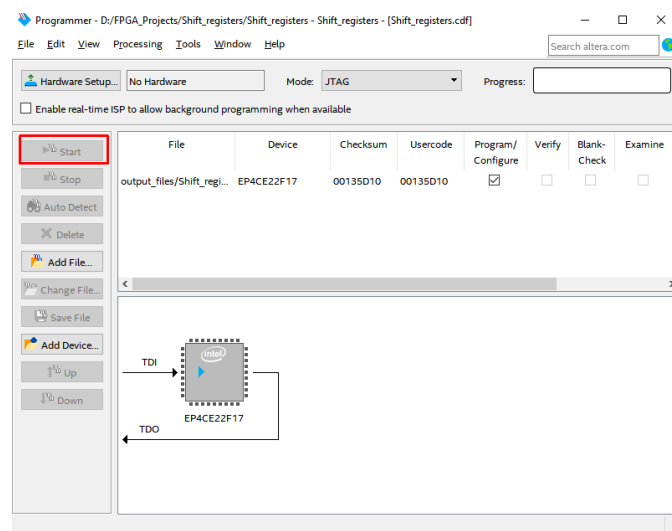 Programmer - D:/FPGA_Projects/Shift_registers/Shift_registers - Shift_registers - [Shift_registers.cdf]
File Edit View Processing Tools Window Help
Search altera.com
Hardware Setup... No Hardware Mode: JTAG Progress:
Enable real-time ISP to allow background programming when available
Start
Stop
Auto Detect
Delete
Add File...
Change File...
Save File
Add Device...
Up
Down
File Device Checksum Usercode Program/ Verify Blank- Examine
Configure Check
output_files/Shift_regi... EP4CE22F17 00135D10 00135D10
intel
TDI
EP4CE22F17
TDO